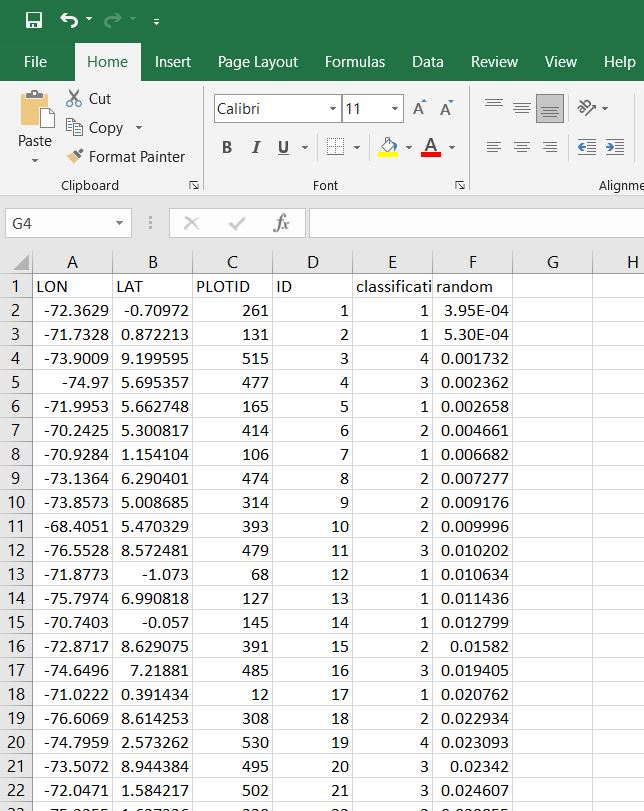 File Home Insert Page Layout Formulas Data Review View Help
Cut
Calibri 11 A A
Copy
Paste
Format Painter
B I U A
Clipboard Font Alignme
G4 fx
A B C D E F G H
1 LON LAT PLOTID ID classificati random
2 -72.3629 -0.70972 261 1 1 3.95E-04
3 -71.7328 0.872213 131 2 1 5.30E-04
4 -73.9009 9.199595 515 3 4 0.001732
5 -74.97 5.695357 477 4 3 0.002362
6 -71.9953 5.662748 165 5 1 0.002658
7 -70.2425 5.300817 414 6 2 0.004661
8 -70.9284 1.154104 106 7 1 0.006682
9 -73.1364 6.290401 474 8 2 0.007277
10 -73.8573 5.008685 314 9 2 0.009176
11 -68.4051 5.470329 393 10 2 0.009996
12 -76.5528 8.572481 479 11 3 0.010202
13 -71.8773 -1.073 68 12 1 0.010634
14 -75.7974 6.990818 127 13 1 0.011436
15 -70.7403 -0.057 145 14 1 0.012799
16 -72.8717 8.629075 391 15 2 0.01582
17 -74.6496 7.21881 485 16 3 0.019405
18 -71.0222 0.391434 12 17 1 0.020762
19 -76.6069 8.614253 308 18 2 0.022934
20 -74.7959 2.573262 530 19 4 0.023093
21 -73.5072 8.944384 495 20 3 0.02342
22 -72.0471 1.584217 502 21 3 0.024607